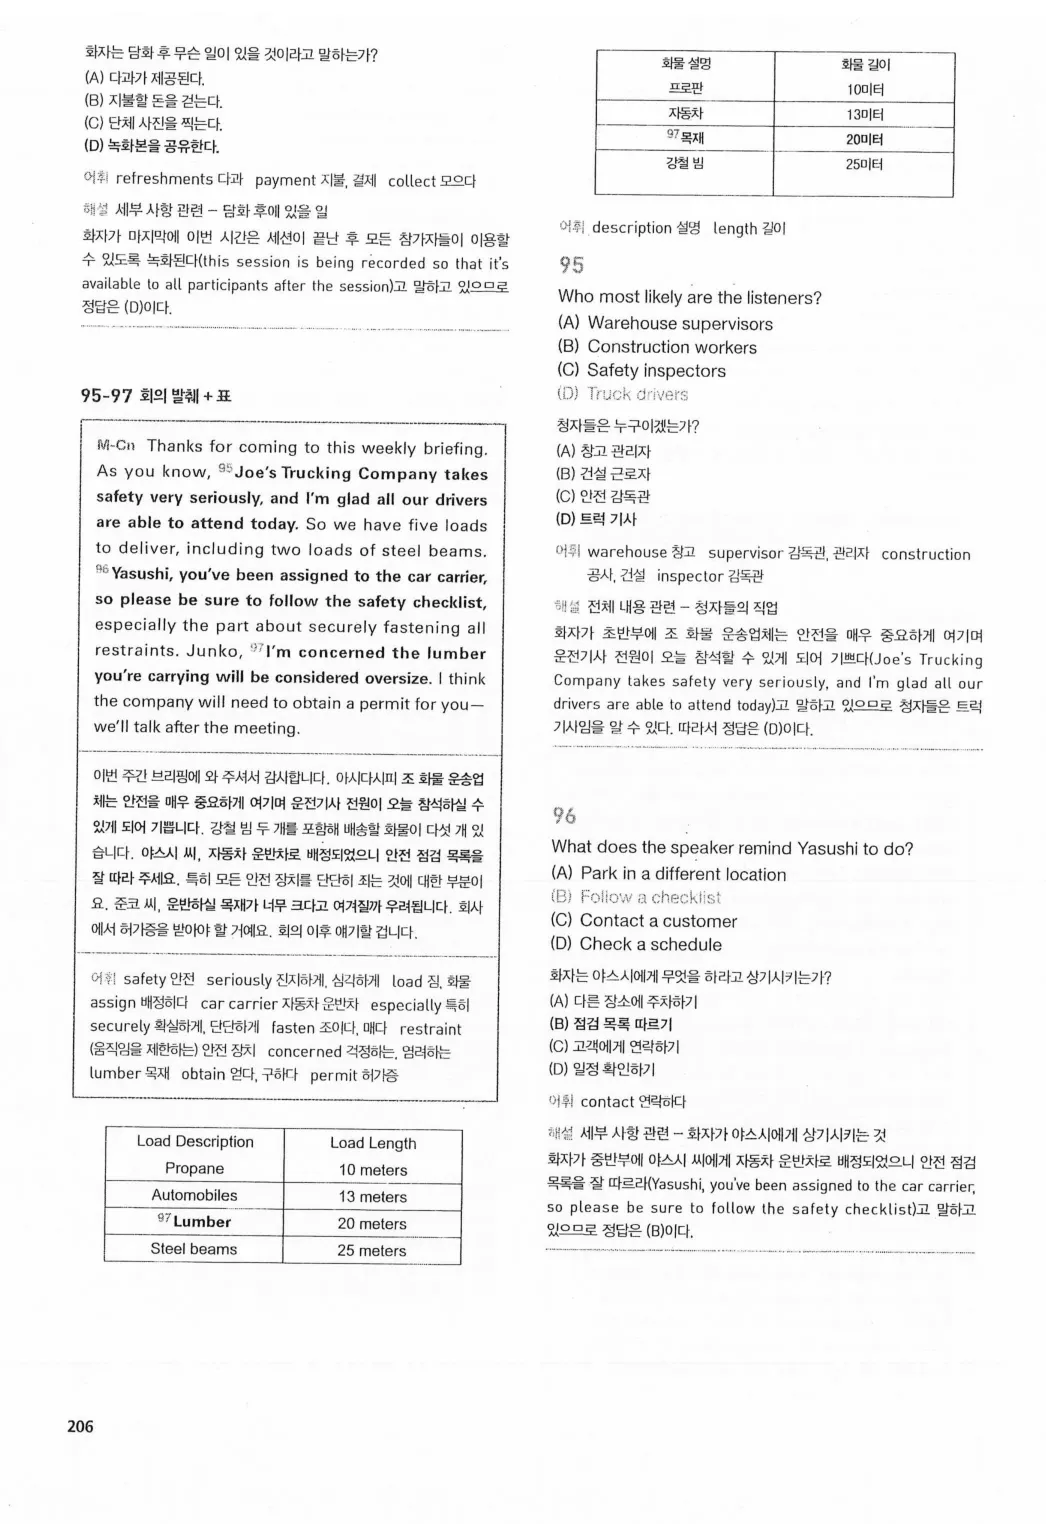 화자는 담화 후 무슨 일이 있을 것이라고 말하는가?
(A) 다과가 제공된다.
(B) 지불할 돈을 걷는다.
(C) 단체 사진을 찍는다.
(D) 녹화본을 공유한다.
어휘 refreshments 다과 payment 지불, 결제 collect 모으다
해설 세부 사항 관련 – 담화 후에 있을 일
화자가 마지막에 이번 시간은 세션이 끝난 후 모든 참가자들이 이용할
수 있도록 녹화된다(this session is being recorded so that it's
available to all participants after the session)고 말하고 있으므로
정답은 (D)이다.
95-97 회의 발췌 + 표
M-Cn Thanks for coming to this weekly briefing.
As you know, 95 Joe's Trucking Company takes
safety very seriously, and I'm glad all our drivers
are able to attend today. So we have five loads
to deliver, including two loads of steel beams.
96 Yasushi, you've been assigned to the car carrier,
so please be sure to follow the safety checklist,
especially the part about securely fastening all
restraints. Junko, 97 I'm concerned the lumber
you're carrying will be considered oversize. I think
the company will need to obtain a permit for you—
we'll talk after the meeting.
이번 주간 브리핑에 와 주셔서 감사합니다. 아시다시피 조 화물 운송업
체는 안전을 매우 중요하게 여기며 운전기사 전원이 오늘 참석하실 수
있게 되어 기쁩니다. 강철 빔 두 개를 포함해 배송할 화물이 다섯 개 있
습니다. 야스시 씨, 자동차 운반차로 배정되었으니 안전 점검 목록을
잘 따라 주세요. 특히 모든 안전 장치를 단단히 죄는 것에 대한 부분이
요. 준코 씨, 운반하실 목재가 너무 크다고 여겨질까 우려됩니다. 회사
에서 허가증을 받아야 할 거예요. 회의 이후 얘기할 겁니다.
어휘 safety 안전 seriously 진지하게, 심각하게 load 짐, 화물
assign 배정하다 car carrier 자동차 운반차 especially 특히
securely 확실하게, 단단하게 fasten 조이다, 매다 restraint
(움직임을 제한하는) 안전 장치 concerned 걱정하는, 염려하는
lumber 목재 obtain 얻다, 구하다 permit 허가증
Load Description Load Length
Propane 10 meters
Automobiles 13 meters
97 Lumber 20 meters
Steel beams 25 meters
206
화물 설명 화물 길이
프로판 10미터
자동차 13미터
97 목재 20미터
강철 빔 25미터
어휘 description 설명 length 길이
95
Who most likely are the listeners?
(A) Warehouse supervisors
(B) Construction workers
(C) Safety inspectors
(D) Truck drivers
청자들은 누구이겠는가?
(A) 창고 관리자
(B) 건설 근로자
(C) 안전 감독관
(D) 트럭 기사
어휘 warehouse 창고 supervisor 감독관, 관리자 construction
공사, 건설 inspector 감독관
해설 전체 내용 관련 – 청자들의 직업
화자가 초반부에 조 화물 운송업체는 안전을 매우 중요하게 여기며
운전기사 전원이 오늘 참석할 수 있게 되어 기쁘다(Joe's Trucking
Company takes safety very seriously, and I'm glad all our
drivers are able to attend today)고 말하고 있으므로 청자들은 트럭
기사임을 알 수 있다. 따라서 정답은 (D)이다.
96
What does the speaker remind Yasushi to do?
(A) Park in a different location
(B) Follow a checklist
(C) Contact a customer
(D) Check a schedule
화자는 야스시에게 무엇을 하라고 상기시키는가?
(A) 다른 장소에 주차하기
(B) 점검 목록 따르기
(C) 고객에게 연락하기
(D) 일정 확인하기
어휘 contact 연락하다
해설 세부 사항 관련 – 화자가 야스시에게 상기시키는 것
화자가 중반부에 야스시 씨에게 자동차 운반차로 배정되었으니 안전 점검
목록을 잘 따르라(Yasushi, you've been assigned to the car carrier,
so please be sure to follow the safety checklist)고 말하고
있으므로 정답은 (B)이다.